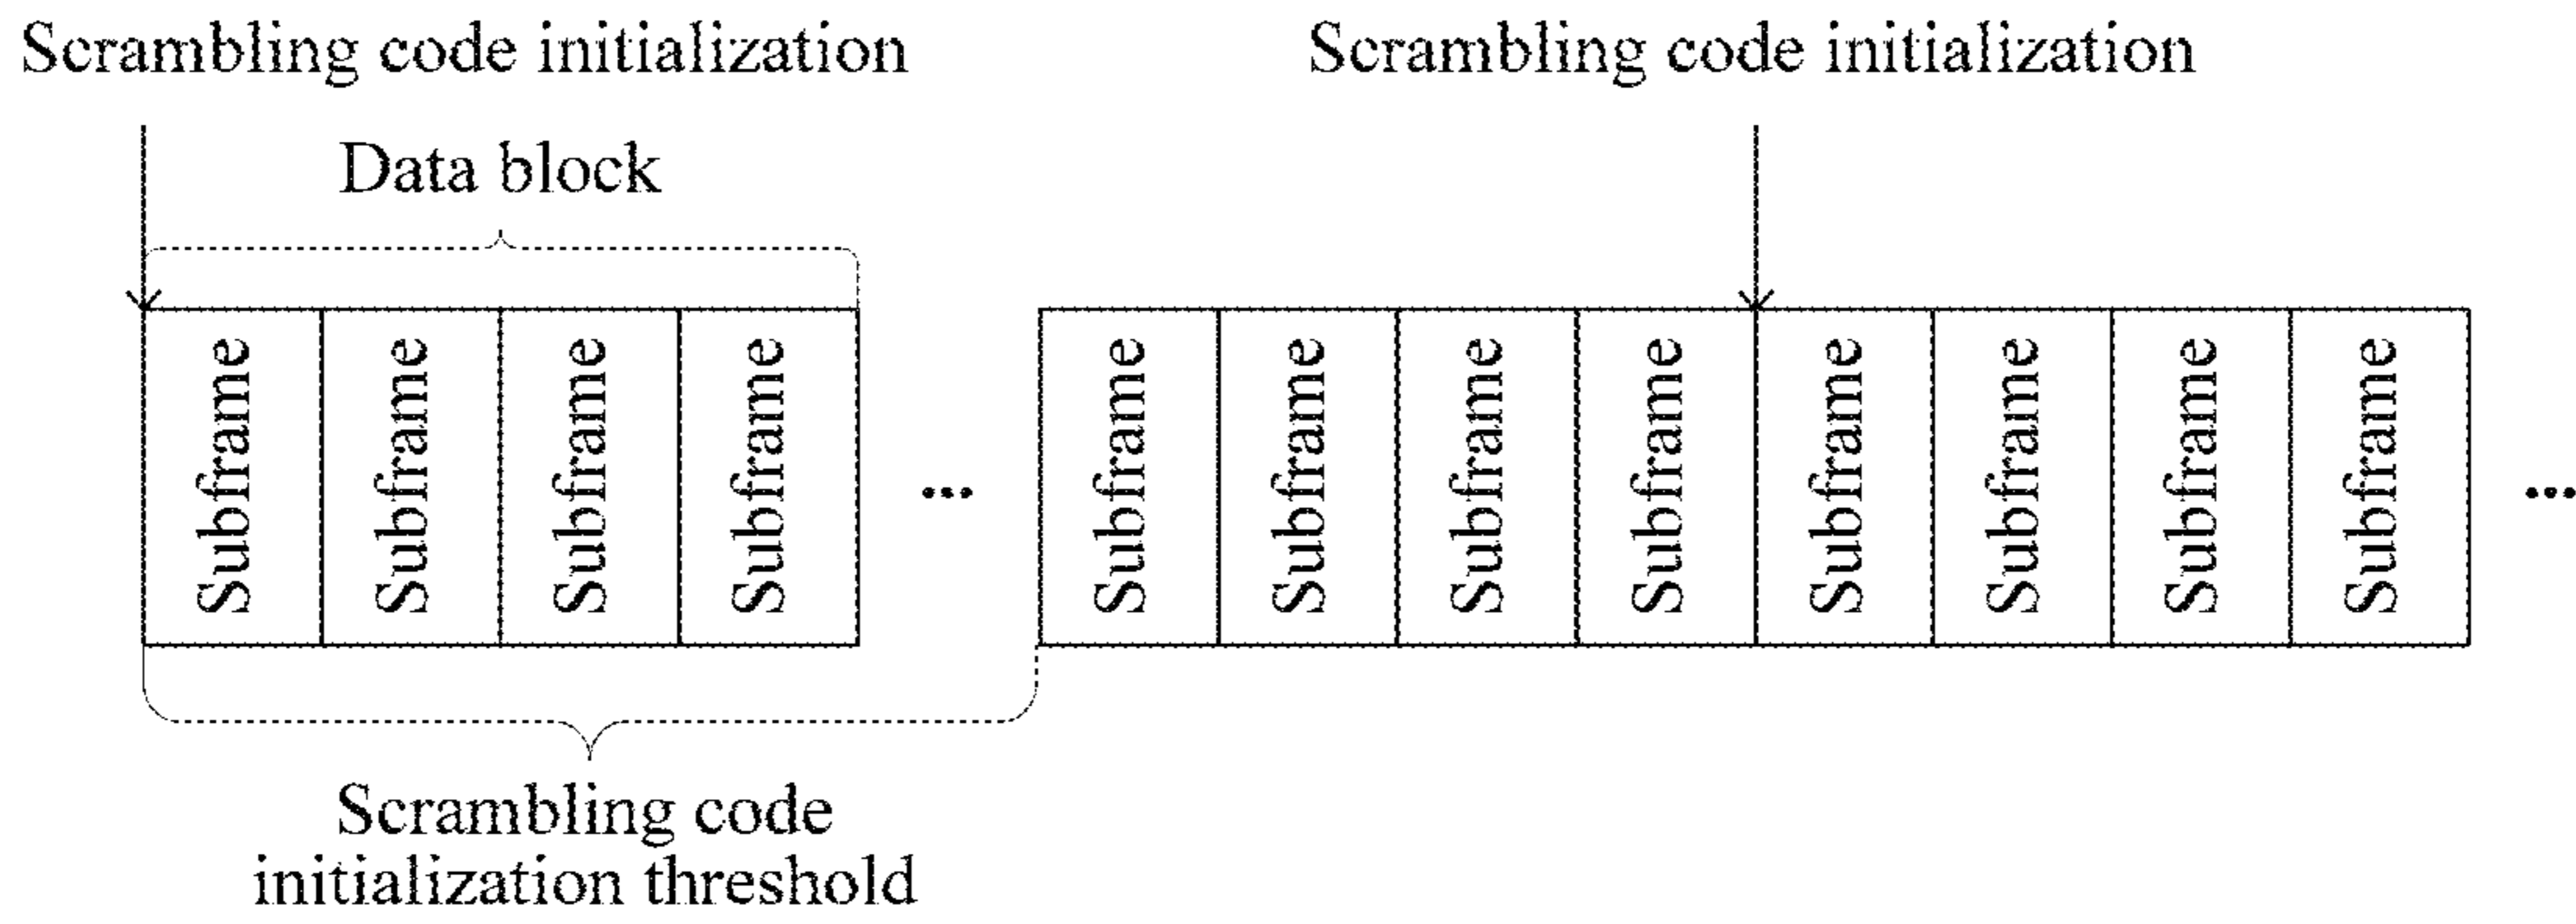 Scrambling code initialization
Scrambling code initialization
Data block
Subframe
Subframe
Subframe
Subframe
...
Subframe
Subframe
Subframe
Subframe
Subframe
Subframe
Subframe
Subframe
...
Scrambling code
initialization threshold